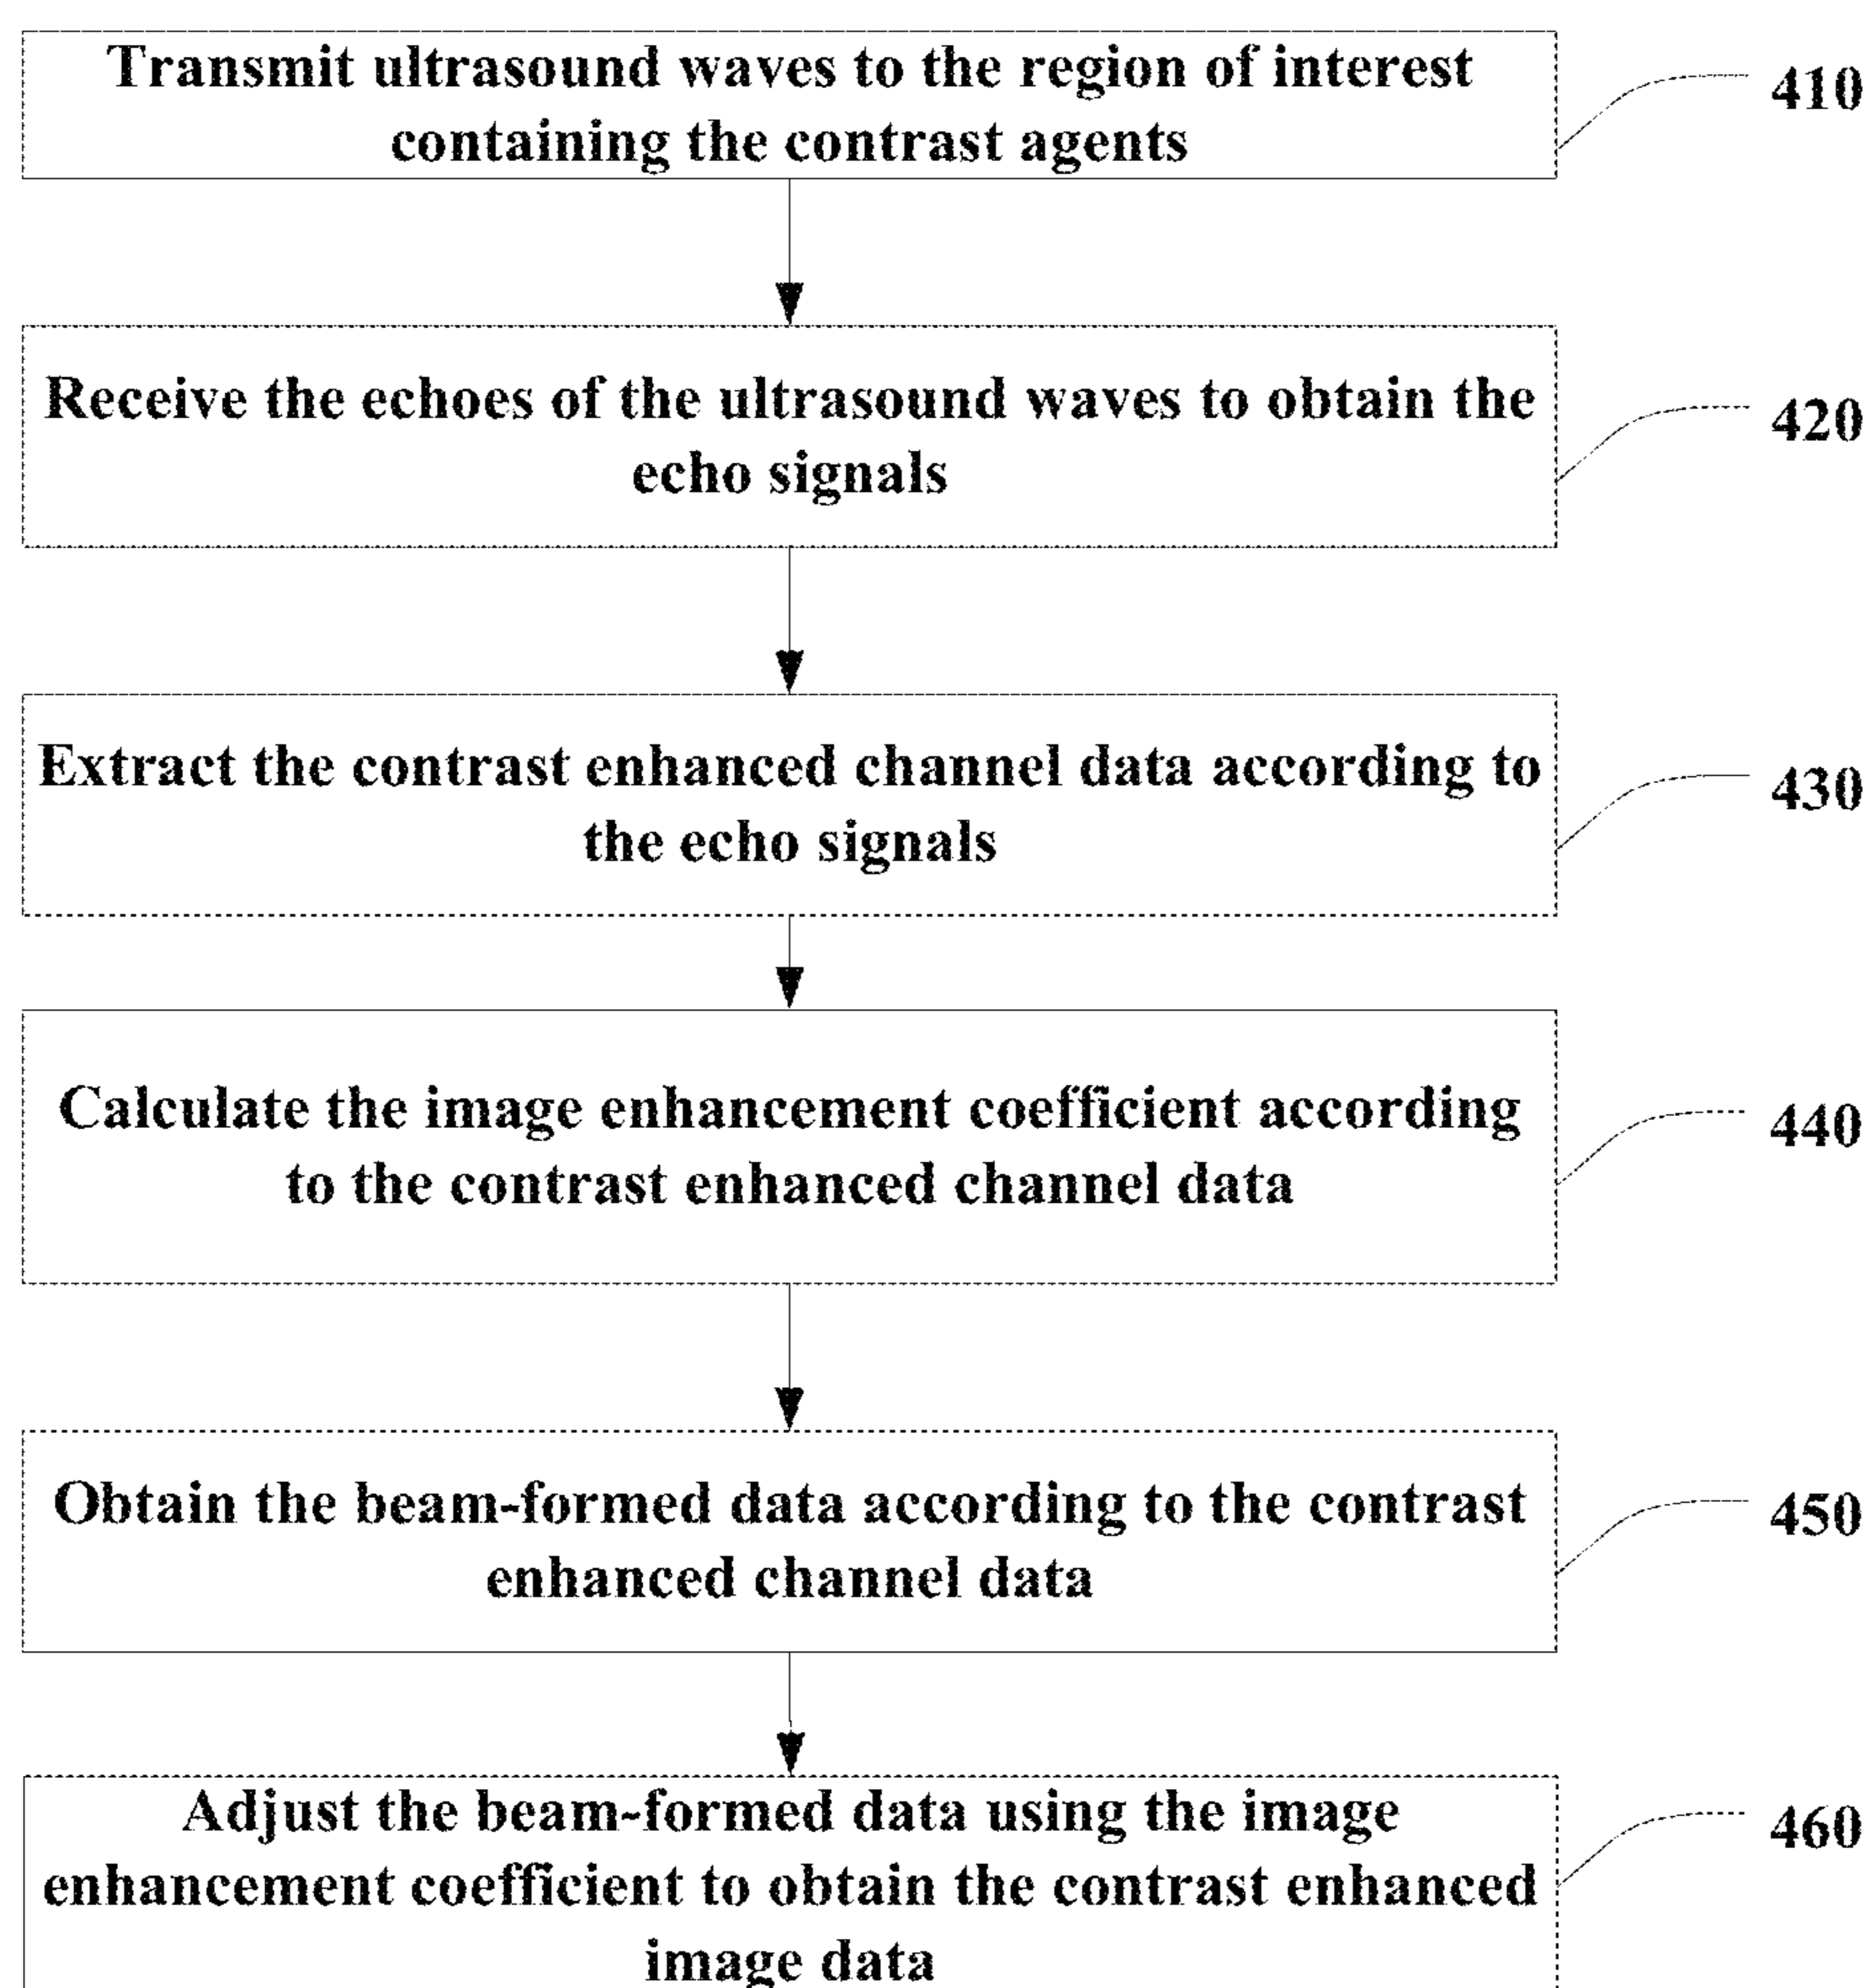 Transmit ultrasound waves to the region of interest
containing the contrast agents
410
Receive the echoes of the ultrasound waves to obtain the
echo signals
420
Extract the contrast enhanced channel data according to
the echo signals
430
Calculate the image enhancement coefficient according
to the contrast enhanced channel data
440
Obtain the beam-formed data according to the contrast
enhanced channel data
450
Adjust the beam-formed data using the image
enhancement coefficient to obtain the contrast enhanced
image data
460